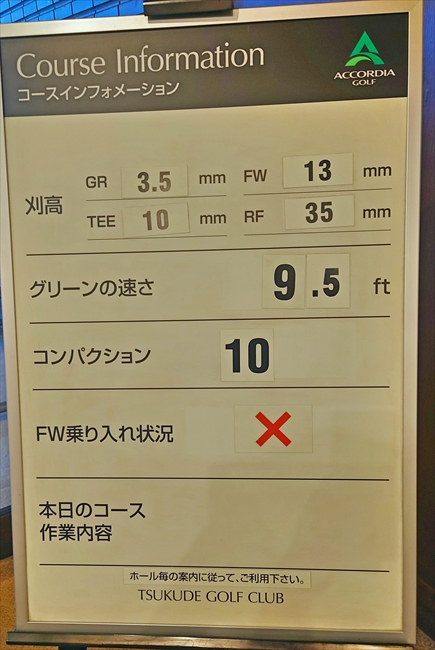 Course Information
コースインフォメーション
ACCORDIA
GOLF
刈高
GR 3.5 mm FW 13 mm
TEE 10 mm RF 35 mm
グリーンの速さ 9.5 ft
コンパクション 10
FW乗り入れ状況 ×
本日のコース
作業内容
ホール毎の案内に従って、ご利用下さい。
TSUKUDE GOLF CLUB